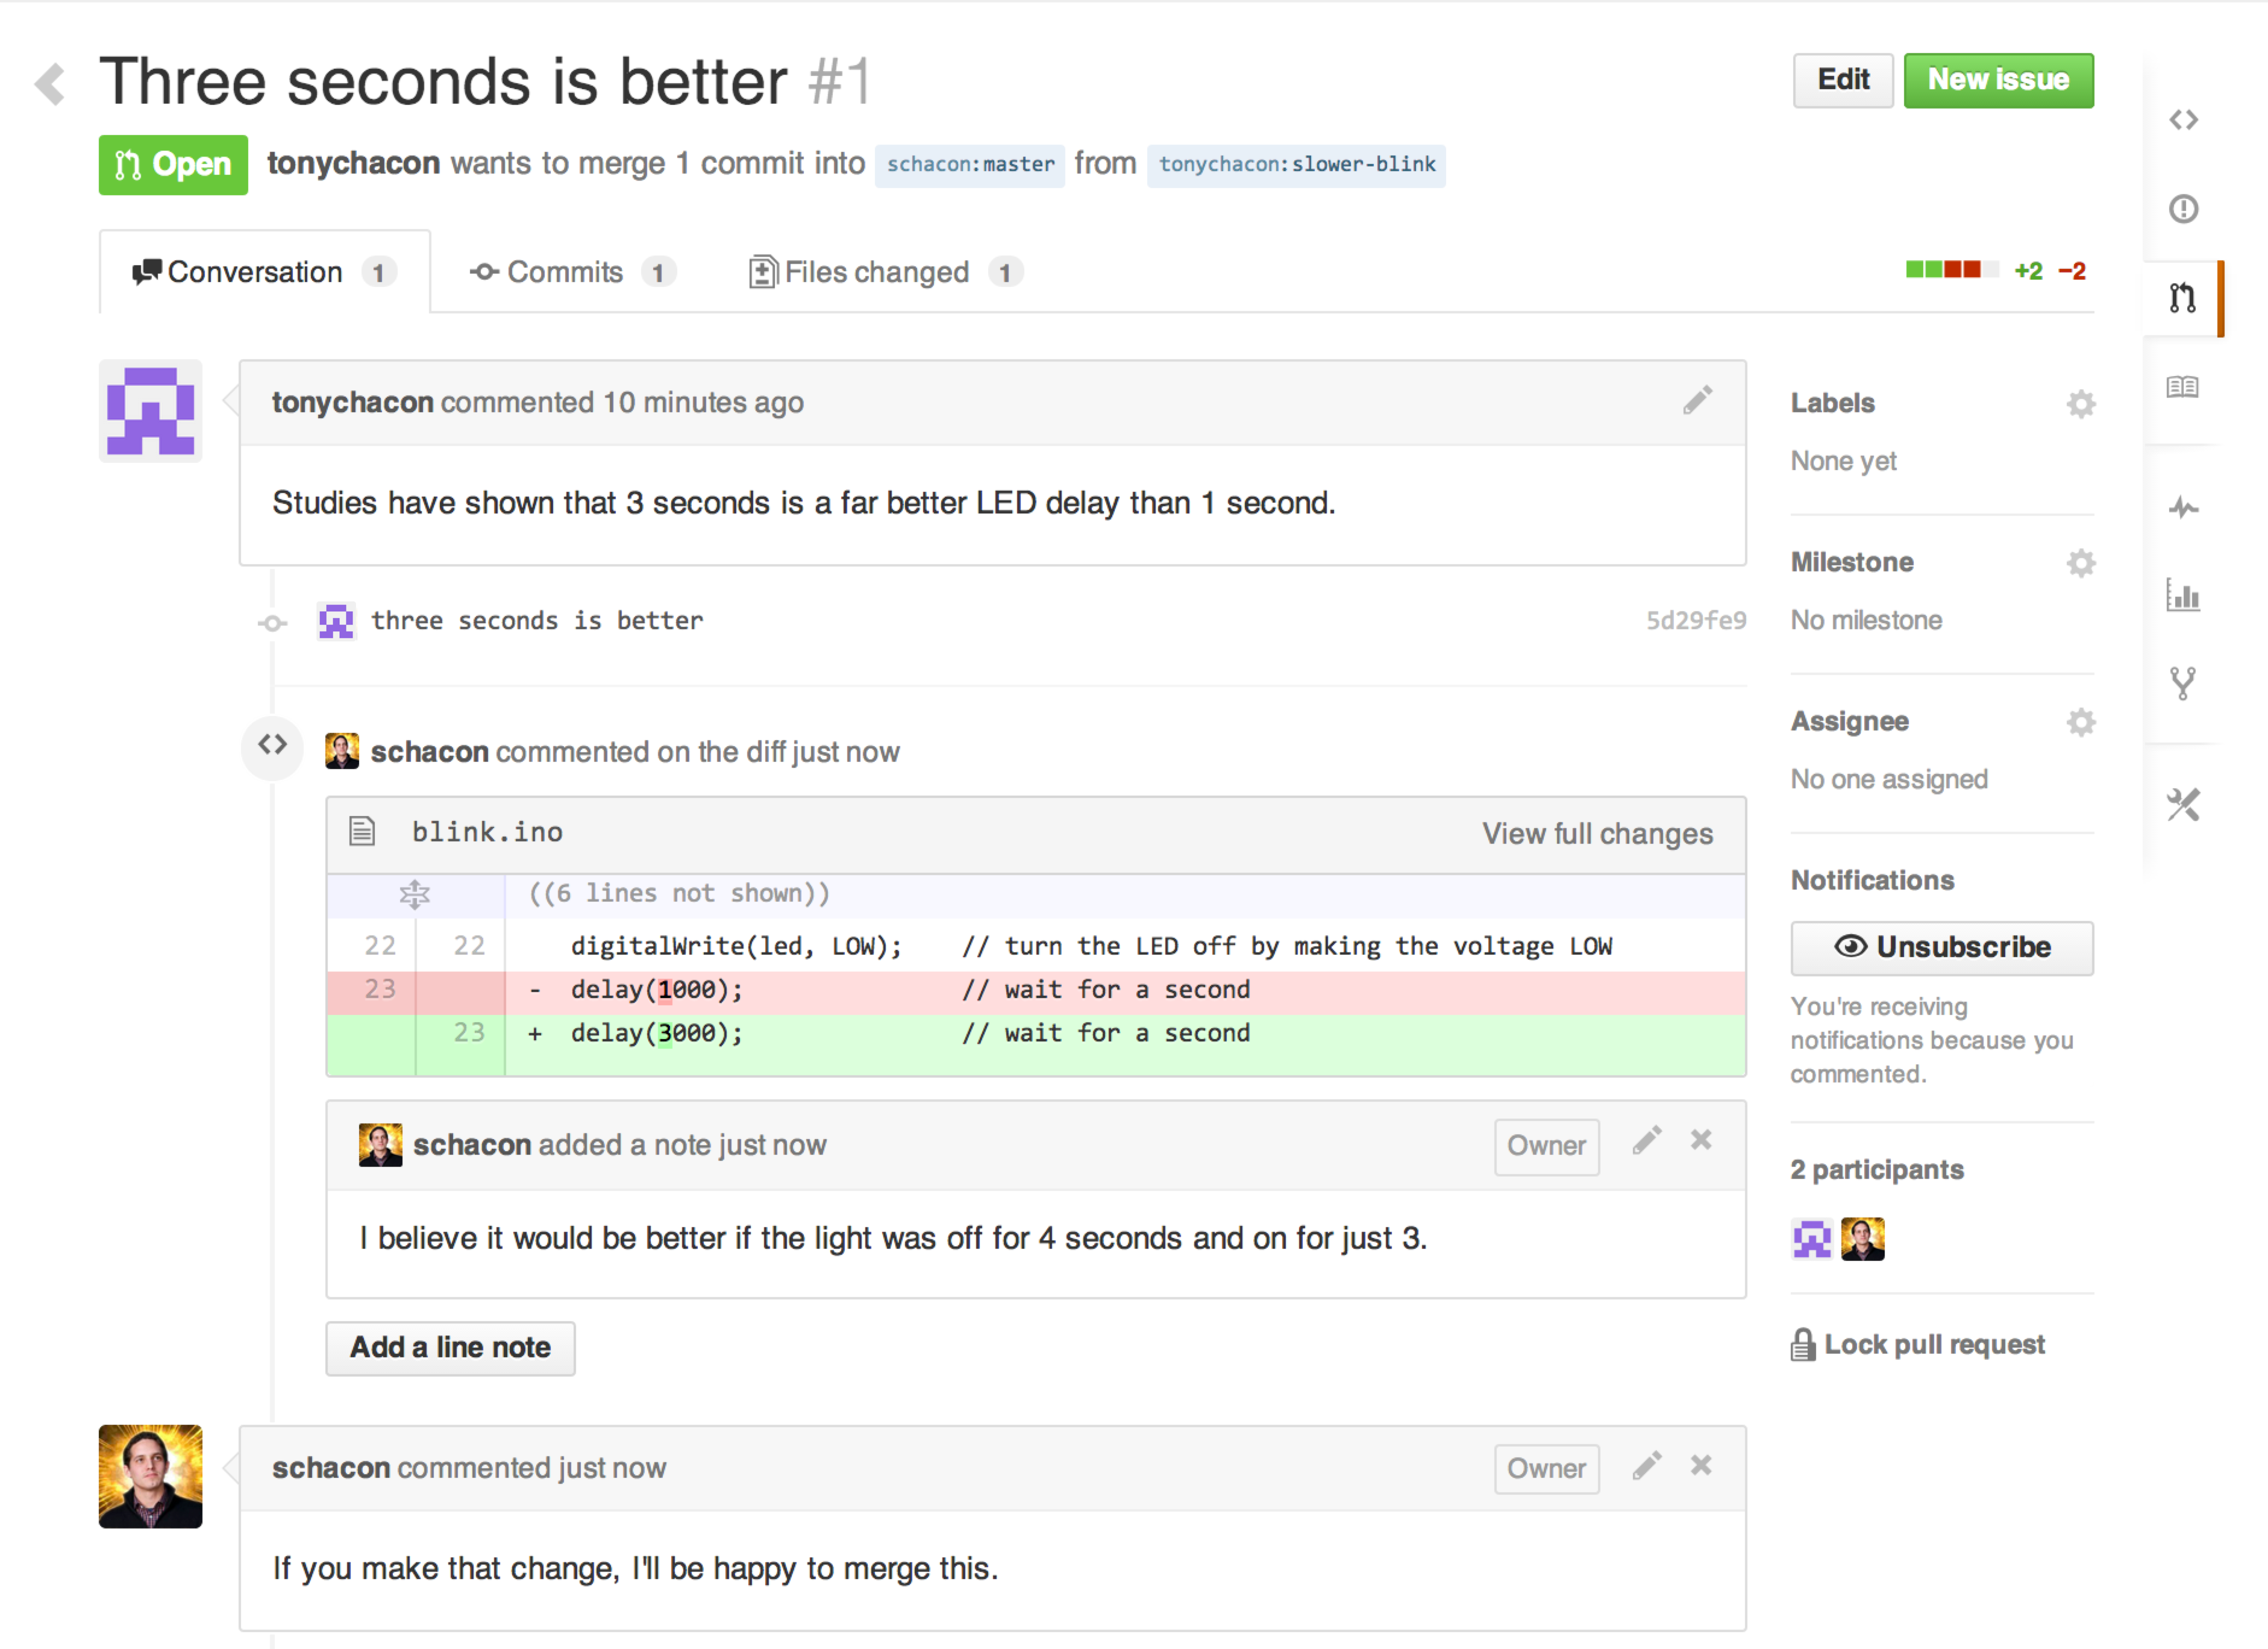 Three seconds is better #1
Edit
New issue
Open tonychacon wants to merge 1 commit into schacon:master from tonychacon:slower-blink
Conversation 1
Commits 1
Files changed 1
+2 −2
tonychacon commented 10 minutes ago
Studies have shown that 3 seconds is a far better LED delay than 1 second.
three seconds is better 5d29fe9
schacon commented on the diff just now
blink.ino View full changes
((6 lines not shown))
22 22 digitalWrite(led, LOW); // turn the LED off by making the voltage LOW
23 - delay(1000); // wait for a second
23 + delay(3000); // wait for a second
schacon added a note just now Owner
I believe it would be better if the light was off for 4 seconds and on for just 3.
Add a line note
schacon commented just now Owner
If you make that change, I'll be happy to merge this.
Labels
None yet
Milestone
No milestone
Assignee
No one assigned
Notifications
Unsubscribe
You're receiving
notifications because you
commented.
2 participants
Lock pull request